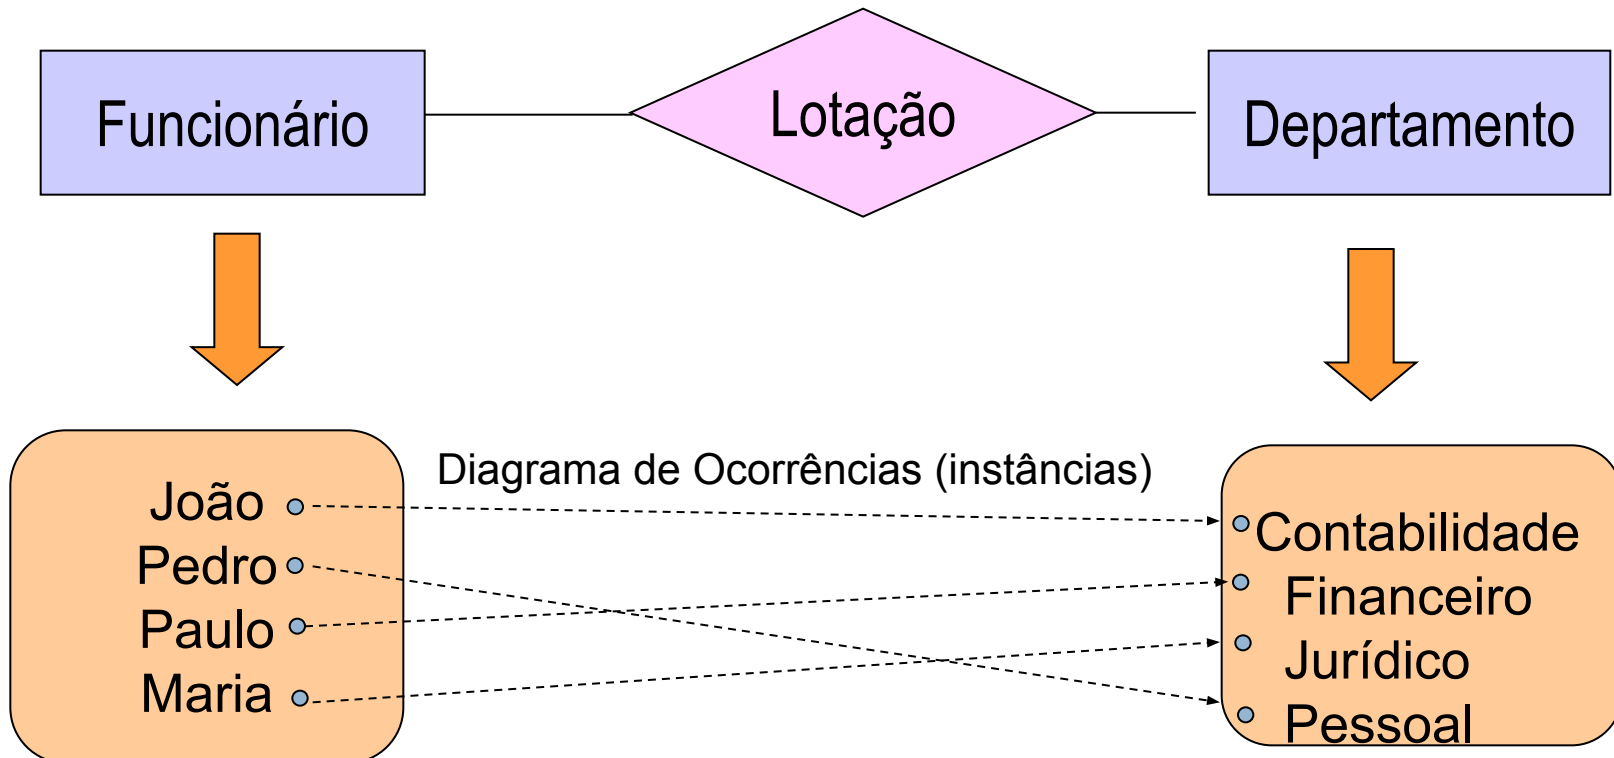 Funcionário
Lotação
Departamento
Diagrama de Ocorrências (instâncias)
João
Pedro
Paulo
Maria
Contabilidade
Financeiro
Jurídico
Pessoal